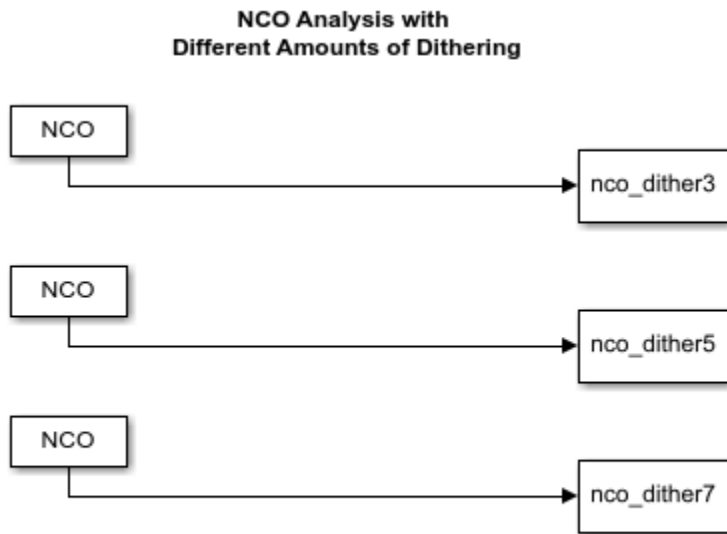 NCO Analysis with
Different Amounts of Dithering
NCO
nco_dither3
NCO
nco_dither5
NCO
nco_dither7